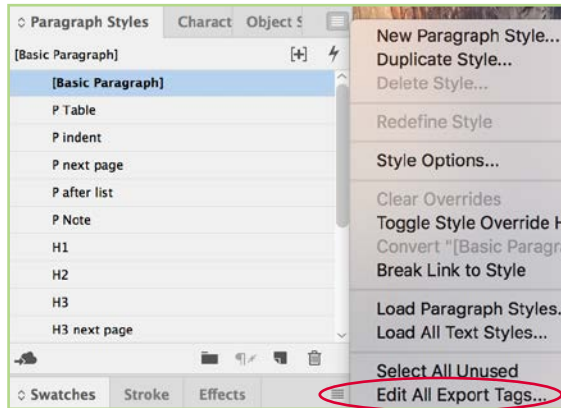 Paragraph Styles Charact Object S
[Basic Paragraph] [+]
[Basic Paragraph]
P Table
P indent
P next page
P after list
P Note
H1
H2
H3
H3 next page
Swatches Stroke Effects
New Paragraph Style...
Duplicate Style...
Delete Style...
Redefine Style
Style Options...
Clear Overrides
Toggle Style Override H
Convert "[Basic Paragra
Break Link to Style
Load Paragraph Styles.
Load All Text Styles...
Select All Unused
Edit All Export Tags...